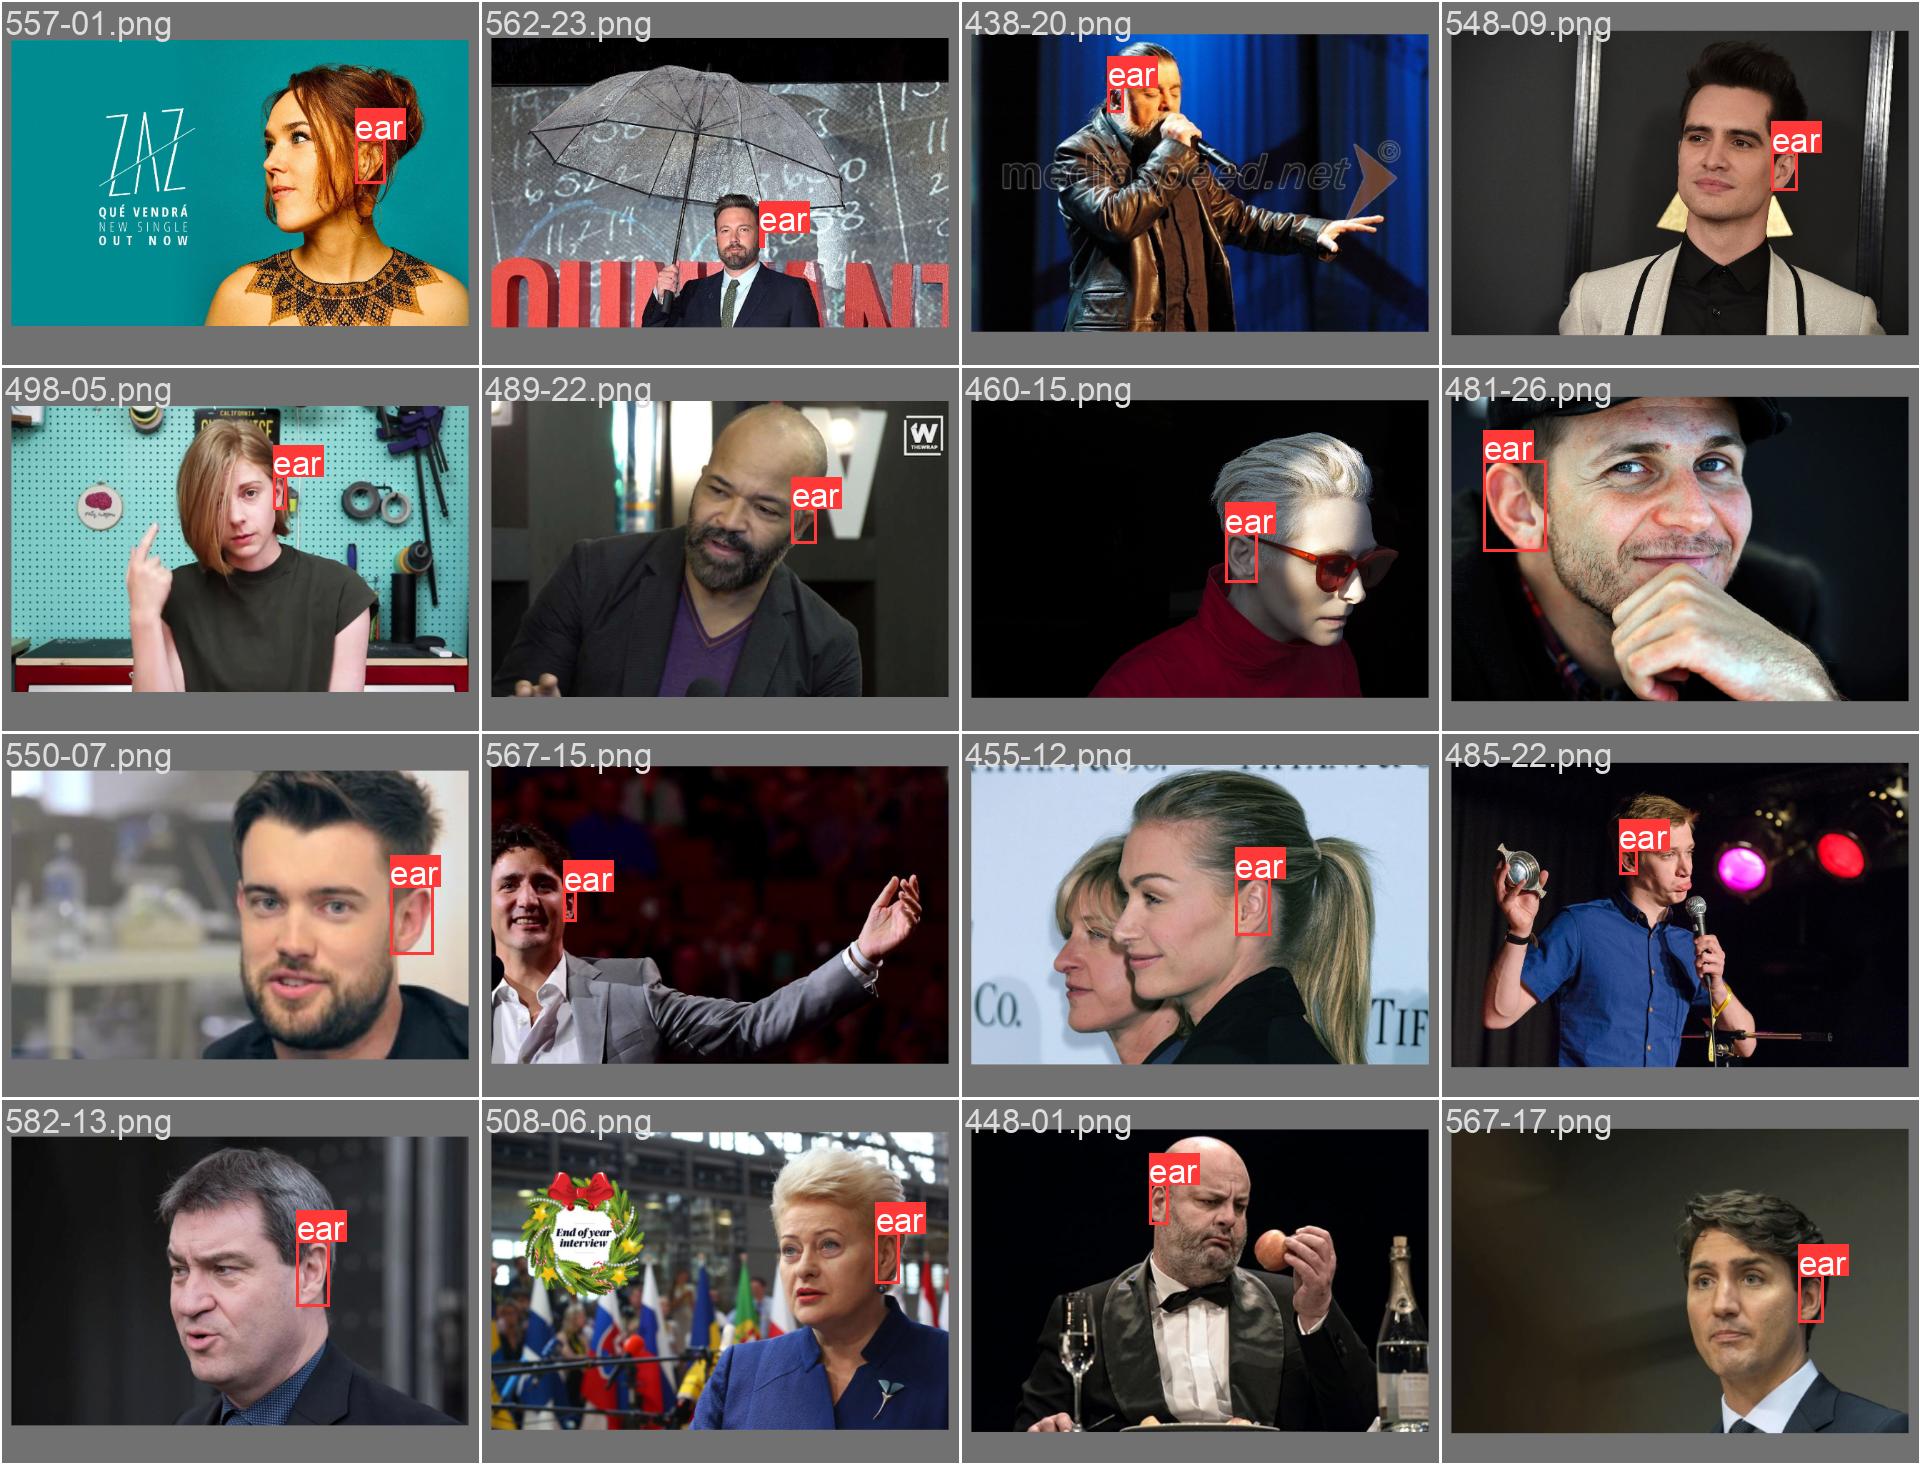 557-01.png
562-23.png
438-20.png
548-09.png
ear
ZAZ
QUÉ VENDRÁ
NEW SINGLE
OUT NOW
ear
ear
mediaspeed.net
©
ear
498-05.png
489-22.png
460-15.png
481-26.png
CALIFORNIA
ear
W
THEWRAP
ear
ear
ear
550-07.png
567-15.png
455-12.png
485-22.png
ear
ear
ear
Co.
TIF
ear
582-13.png
508-06.png
448-01.png
567-17.png
ear
End of year
interview
ear
ear
ear